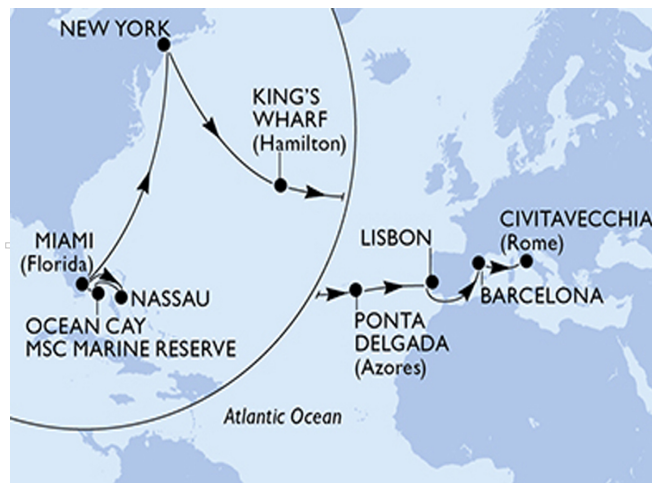 NEW YORK
KING'S
WHARF
(Hamilton)
MIAMI
(Florida)
NASSAU
OCEAN CAY
MSC MARINE RESERVE
LISBON
CIVITAVECCHIA
(Rome)
BARCELONA
PONTA
DELGADA
(Azores)
Atlantic Ocean